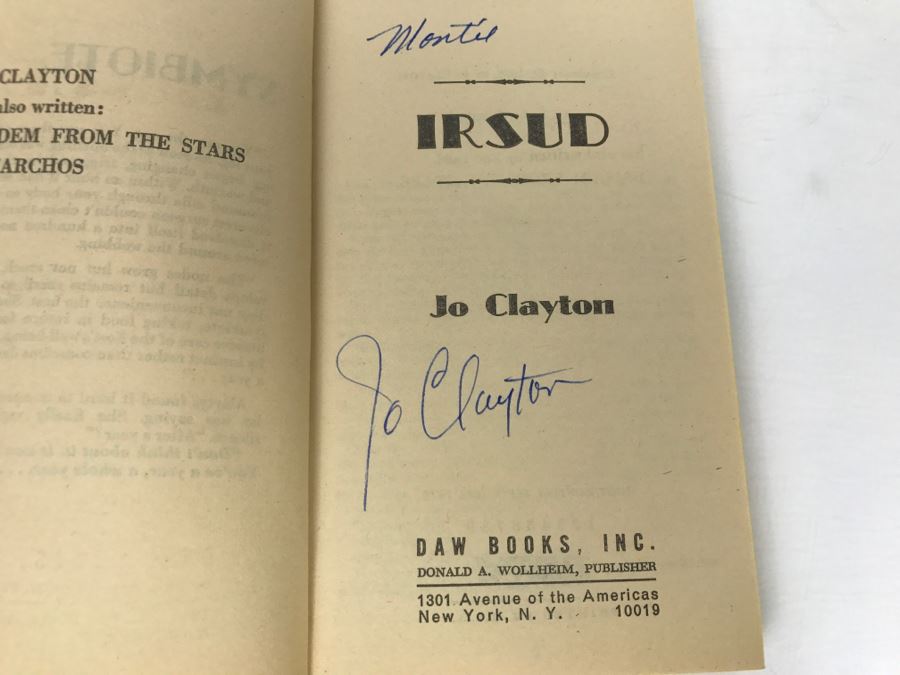 CLAYTON
also written:
DEM FROM THE STARS
ARCHOS
Montie
IRSUD
Jo Clayton
Jo Clayton
DAW BOOKS, INC.
DONALD A. WOLLHEIM, PUBLISHER
1301 Avenue of the Americas
New York, N. Y. 10019